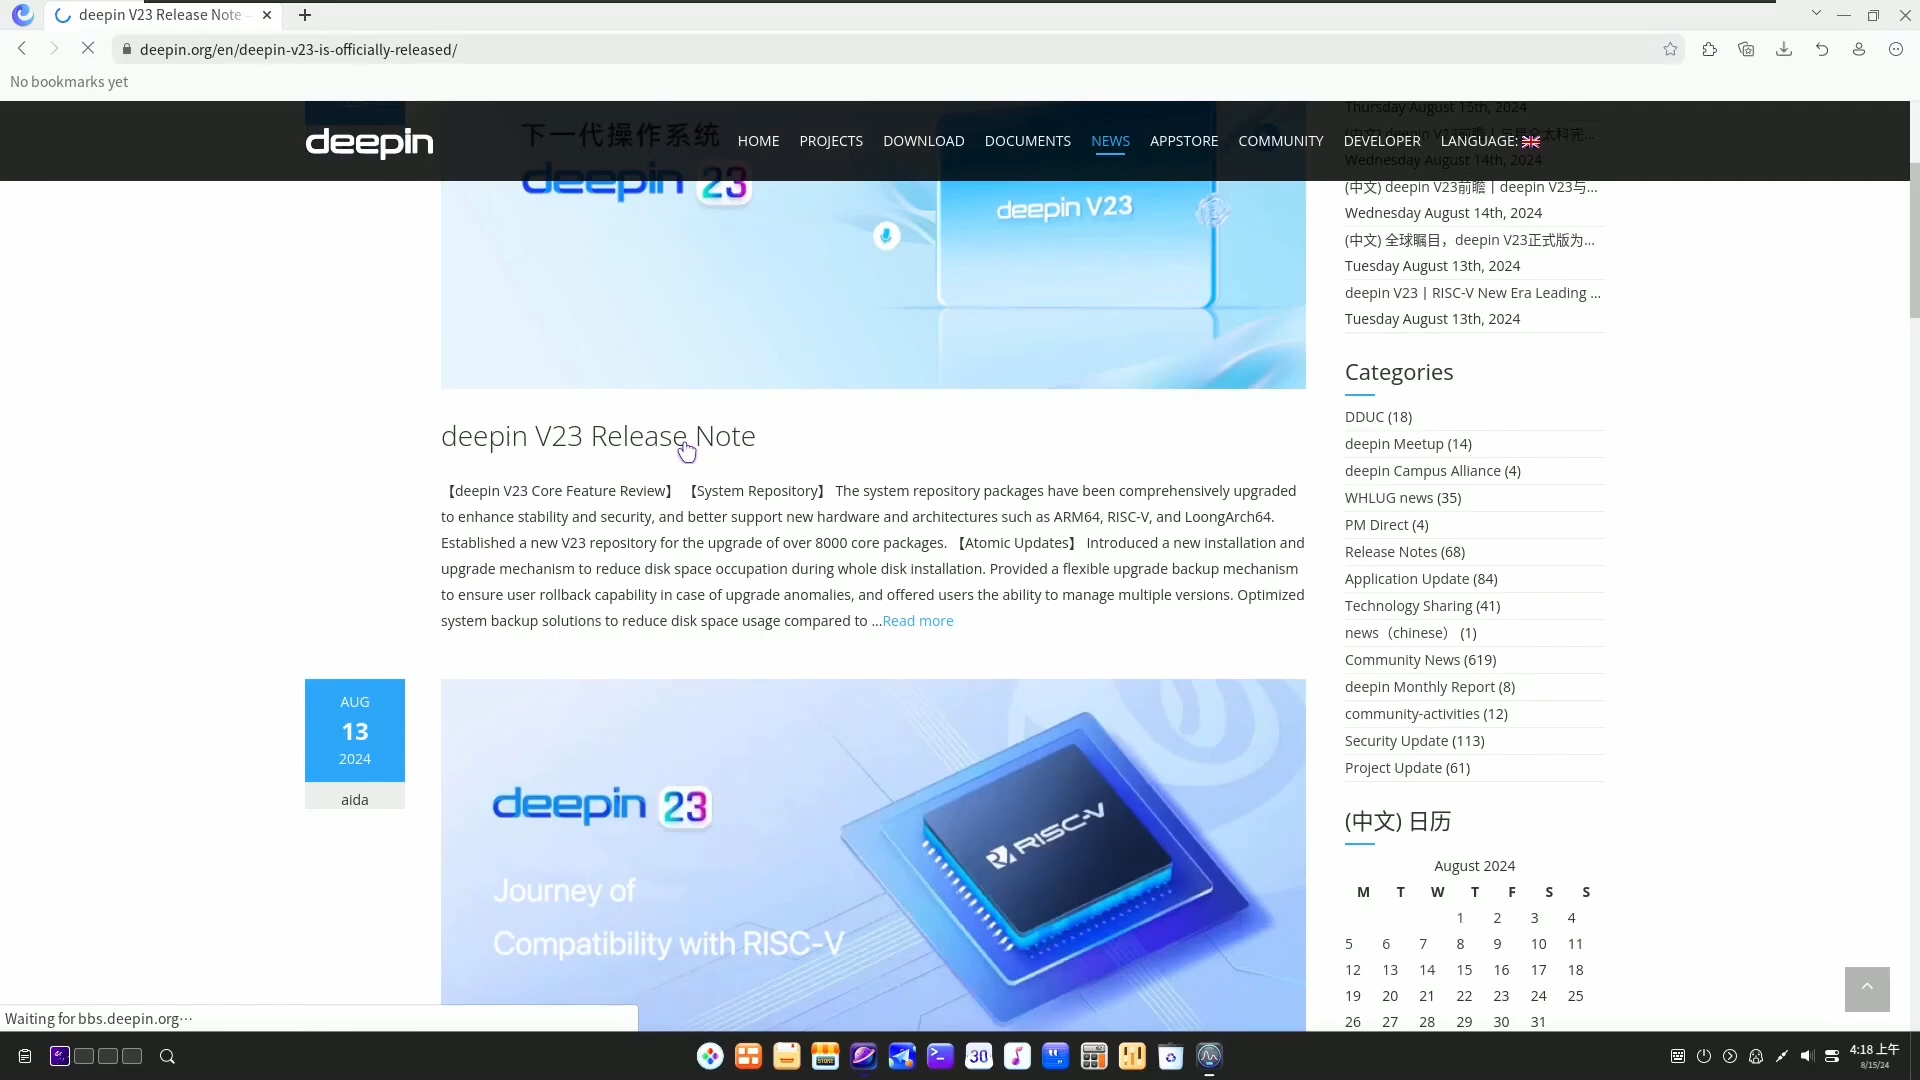 deepin V23 Release Note
deepin.org/en/deepin-v23-is-officially-released/
No bookmarks yet
deepin
HOME PROJECTS DOWNLOAD DOCUMENTS NEWS APPSTORE COMMUNITY DEVELOPER LANGUAGE:
下一代操作系统
deepin 23
deepin V23
Thursday August 15th, 2024
Wednesday August 14th, 2024
(中文) deepin V23前瞻丨deepin V23与...
Wednesday August 14th, 2024
(中文) 全球瞩目，deepin V23正式版为...
Tuesday August 13th, 2024
deepin V23 | RISC-V New Era Leading ...
Tuesday August 13th, 2024
deepin V23 Release Note
【deepin V23 Core Feature Review】 【System Repository】 The system repository packages have been comprehensively upgraded
to enhance stability and security, and better support new hardware and architectures such as ARM64, RISC-V, and LoongArch64.
Established a new V23 repository for the upgrade of over 8000 core packages. 【Atomic Updates】 Introduced a new installation and
upgrade mechanism to reduce disk space occupation during whole disk installation. Provided a flexible upgrade backup mechanism
to ensure user rollback capability in case of upgrade anomalies, and offered users the ability to manage multiple versions. Optimized
system backup solutions to reduce disk space usage compared to ...Read more
AUG
13
2024
aida
deepin 23
Journey of
Compatibility with RISC-V
RISC-V
Categories
DDUC (18)
deepin Meetup (14)
deepin Campus Alliance (4)
WHLUG news (35)
PM Direct (4)
Release Notes (68)
Application Update (84)
Technology Sharing (41)
news（chinese） (1)
Community News (619)
deepin Monthly Report (8)
community-activities (12)
Security Update (113)
Project Update (61)
(中文) 日历
August 2024
M T W T F S S
1 2 3 4
5 6 7 8 9 10 11
12 13 14 15 16 17 18
19 20 21 22 23 24 25
26 27 28 29 30 31
Waiting for bbs.deepin.org…
STORE
30
4:18 上午
8/15/24